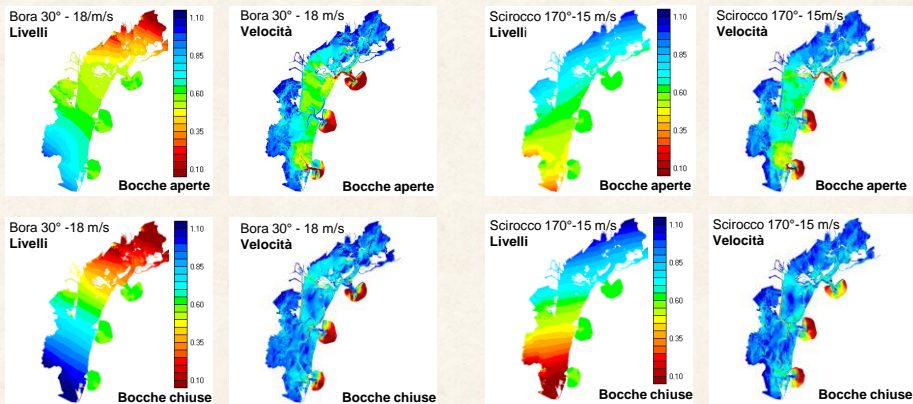 Bora 30° - 18/m/s
Livelli
1.10
0.85
0.60
0.35
0.10
Bocche aperte
Bora 30° - 18 m/s
Velocità
Bocche aperte
Scirocco 170°-15 m/s
Livelli
1.10
0.85
0.60
0.35
0.10
Bocche aperte
Scirocco 170°- 15m/s
Velocità
Bocche aperte
Bora 30° -18 m/s
Livelli
1.10
0.85
0.60
0.35
0.10
Bocche chiuse
Bora 30° - 18 m/s
Velocità
Bocche chiuse
Scirocco 170°-15 m/s
Livelli
1.10
0.85
0.60
0.35
0.10
Bocche chiuse
Scirocco 170°-15 m/s
Velocità
Bocche chiuse